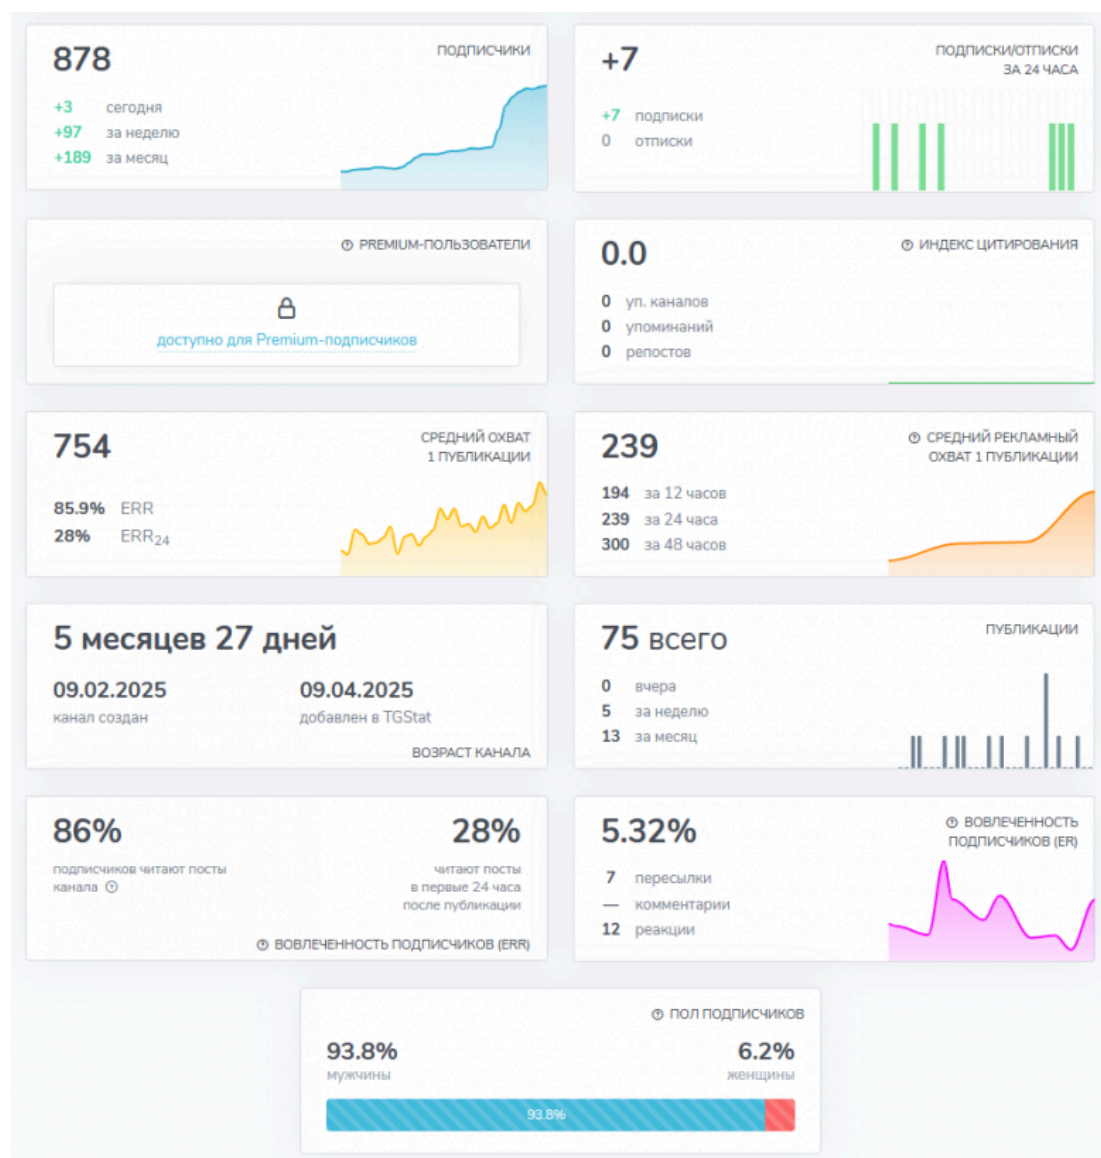 878
ПОДПИСЧИКИ
+3 сегодня
+97 за неделю
+189 за месяц
+7
ПОДПИСКИ/ОТПИСКИ
ЗА 24 ЧАСА
+7 подписки
0 отписки
PREMIUM-ПОЛЬЗОВАТЕЛИ
доступно для Premium-подписчиков
0.0
ИНДЕКС ЦИТИРОВАНИЯ
0 уп. каналов
0 упоминаний
0 репостов
754
СРЕДНИЙ ОХВАТ
1 ПУБЛИКАЦИИ
85.9% ERR
28% ERR24
239
СРЕДНИЙ РЕКЛАМНЫЙ
ОХВАТ 1 ПУБЛИКАЦИИ
194 за 12 часов
239 за 24 часа
300 за 48 часов
5 месяцев 27 дней
09.02.2025 09.04.2025
канал создан добавлен в TGStat
ВОЗРАСТ КАНАЛА
75 всего
ПУБЛИКАЦИИ
0 вчера
5 за неделю
13 за месяц
86% 28%
подписчиков читают посты
канала
читают посты
в первые 24 часа
после публикации
ВОВЛЕЧЕННОСТЬ ПОДПИСЧИКОВ (ERR)
5.32%
ВОВЛЕЧЕННОСТЬ
ПОДПИСЧИКОВ (ER)
7 пересылки
— комментарии
12 реакции
ПОЛ ПОДПИСЧИКОВ
93.8% 6.2%
мужчины женщины
93.8%